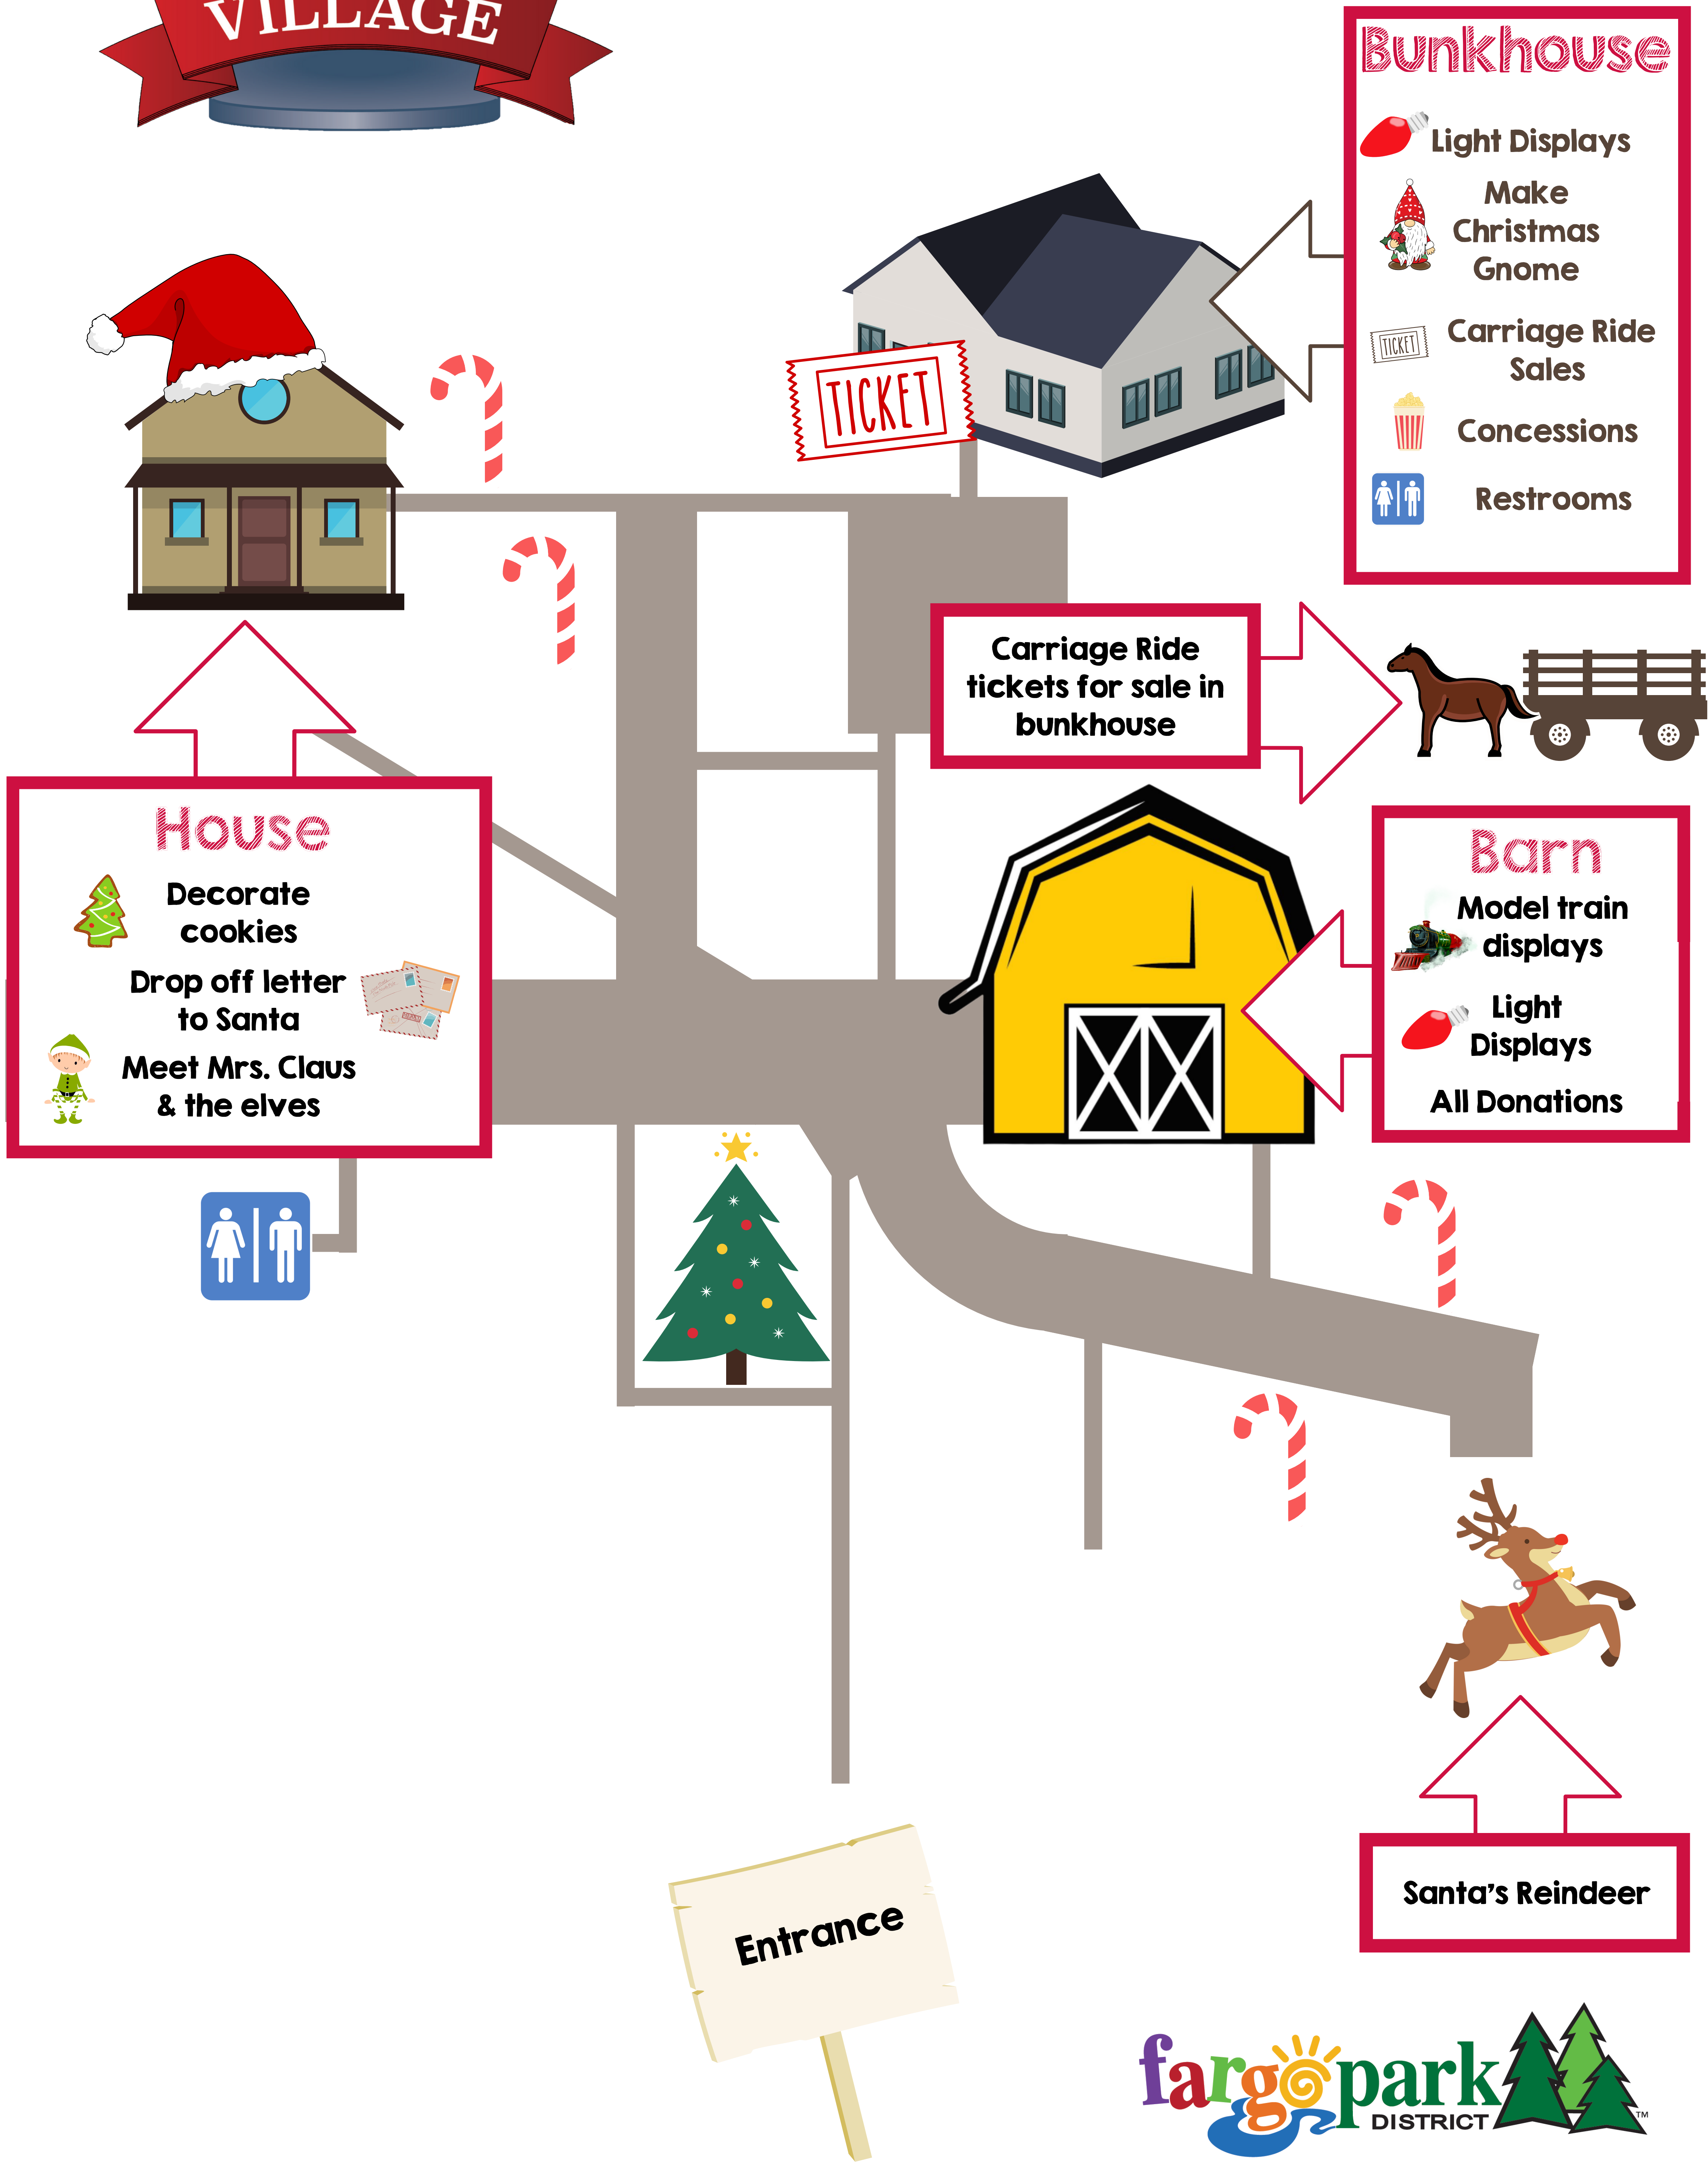 VILLAGE
Bunkhouse
Light Displays
Make
Christmas
Gnome
TICKET
Carriage Ride
Sales
Concessions
Restrooms
TICKET
Carriage Ride
tickets for sale in
bunkhouse
House
Decorate
cookies
Drop off letter
to Santa
Meet Mrs. Claus
& the elves
Barn
Model train
displays
Light
Displays
All Donations
Santa's Reindeer
Entrance
fargo park
DISTRICT™